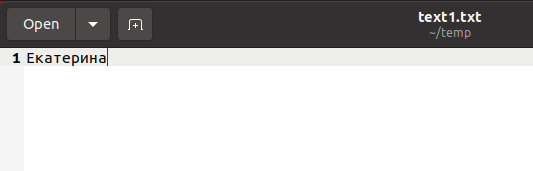 Open
text1.txt
~/temp
1 Екатерина